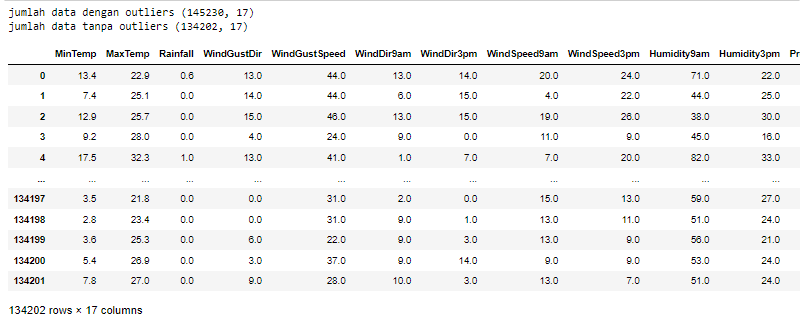 jumlah data dengan outliers (145230, 17)
jumlah data tanpa outliers (134202, 17)
MinTemp MaxTemp Rainfall WindGustDir WindGustSpeed WindDir9am WindDir3pm WindSpeed9am WindSpeed3pm Humidity9am Humidity3pm Pr
0 13.4 22.9 0.6 13.0 44.0 13.0 14.0 20.0 24.0 71.0 22.0
1 7.4 25.1 0.0 14.0 44.0 6.0 15.0 4.0 22.0 44.0 25.0
2 12.9 25.7 0.0 15.0 46.0 13.0 15.0 19.0 26.0 38.0 30.0
3 9.2 28.0 0.0 4.0 24.0 9.0 0.0 11.0 9.0 45.0 16.0
4 17.5 32.3 1.0 13.0 41.0 1.0 7.0 7.0 20.0 82.0 33.0
... ... ... ... ... ... ... ... ... ... ... ...
134197 3.5 21.8 0.0 0.0 31.0 2.0 0.0 15.0 13.0 59.0 27.0
134198 2.8 23.4 0.0 0.0 31.0 9.0 1.0 13.0 11.0 51.0 24.0
134199 3.6 25.3 0.0 6.0 22.0 9.0 3.0 13.0 9.0 56.0 21.0
134200 5.4 26.9 0.0 3.0 37.0 9.0 14.0 9.0 9.0 53.0 24.0
134201 7.8 27.0 0.0 9.0 28.0 10.0 3.0 13.0 7.0 51.0 24.0
134202 rows × 17 columns